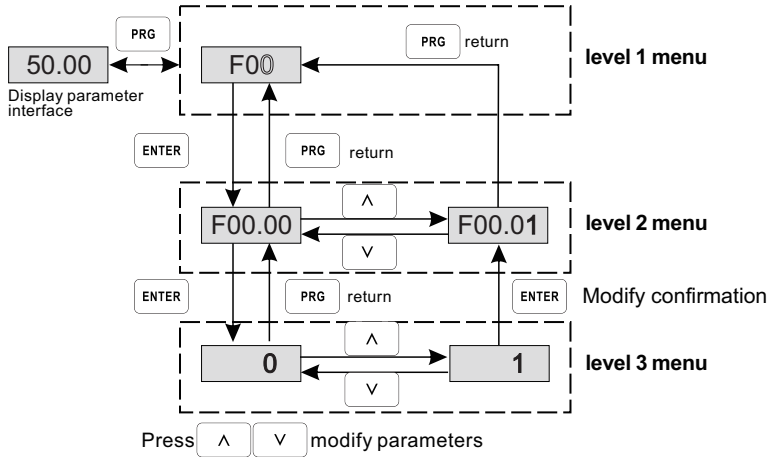 PRG
PRG return
50.00
F00
level 1 menu
Display parameter
interface
ENTER
PRG return
∧
F00.00
F00.01
level 2 menu
∨
ENTER
PRG return
ENTER Modify confirmation
∧
0
1
level 3 menu
∨
Press ∧ ∨ modify parameters